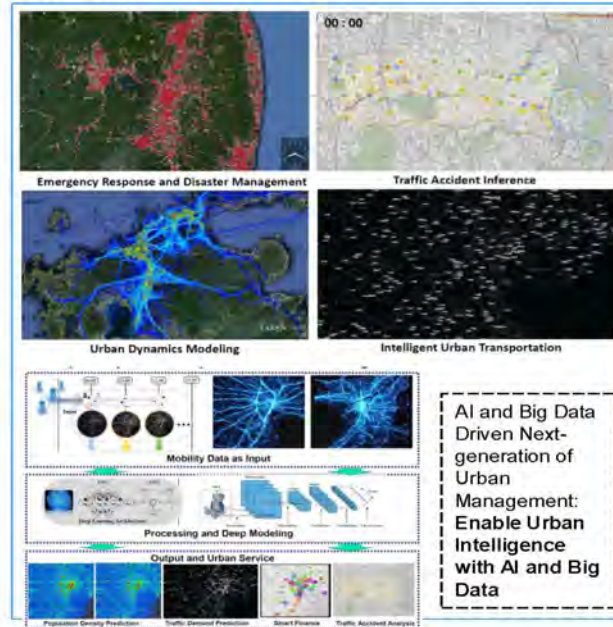 00 : 00
Emergency Response and Disaster Management
Traffic Accident Inference
Urban Dynamics Modeling
Intelligent Urban Transportation
Mobility Data as Input
Processing and Deep Modeling
Output and Urban Service
Population Density Prediction
Traffic Demand Prediction
Smart Finance
Traffic Accident Analysis
AI and Big Data
Driven Next-
generation of
Urban
Management:
Enable Urban
Intelligence
with AI and Big
Data